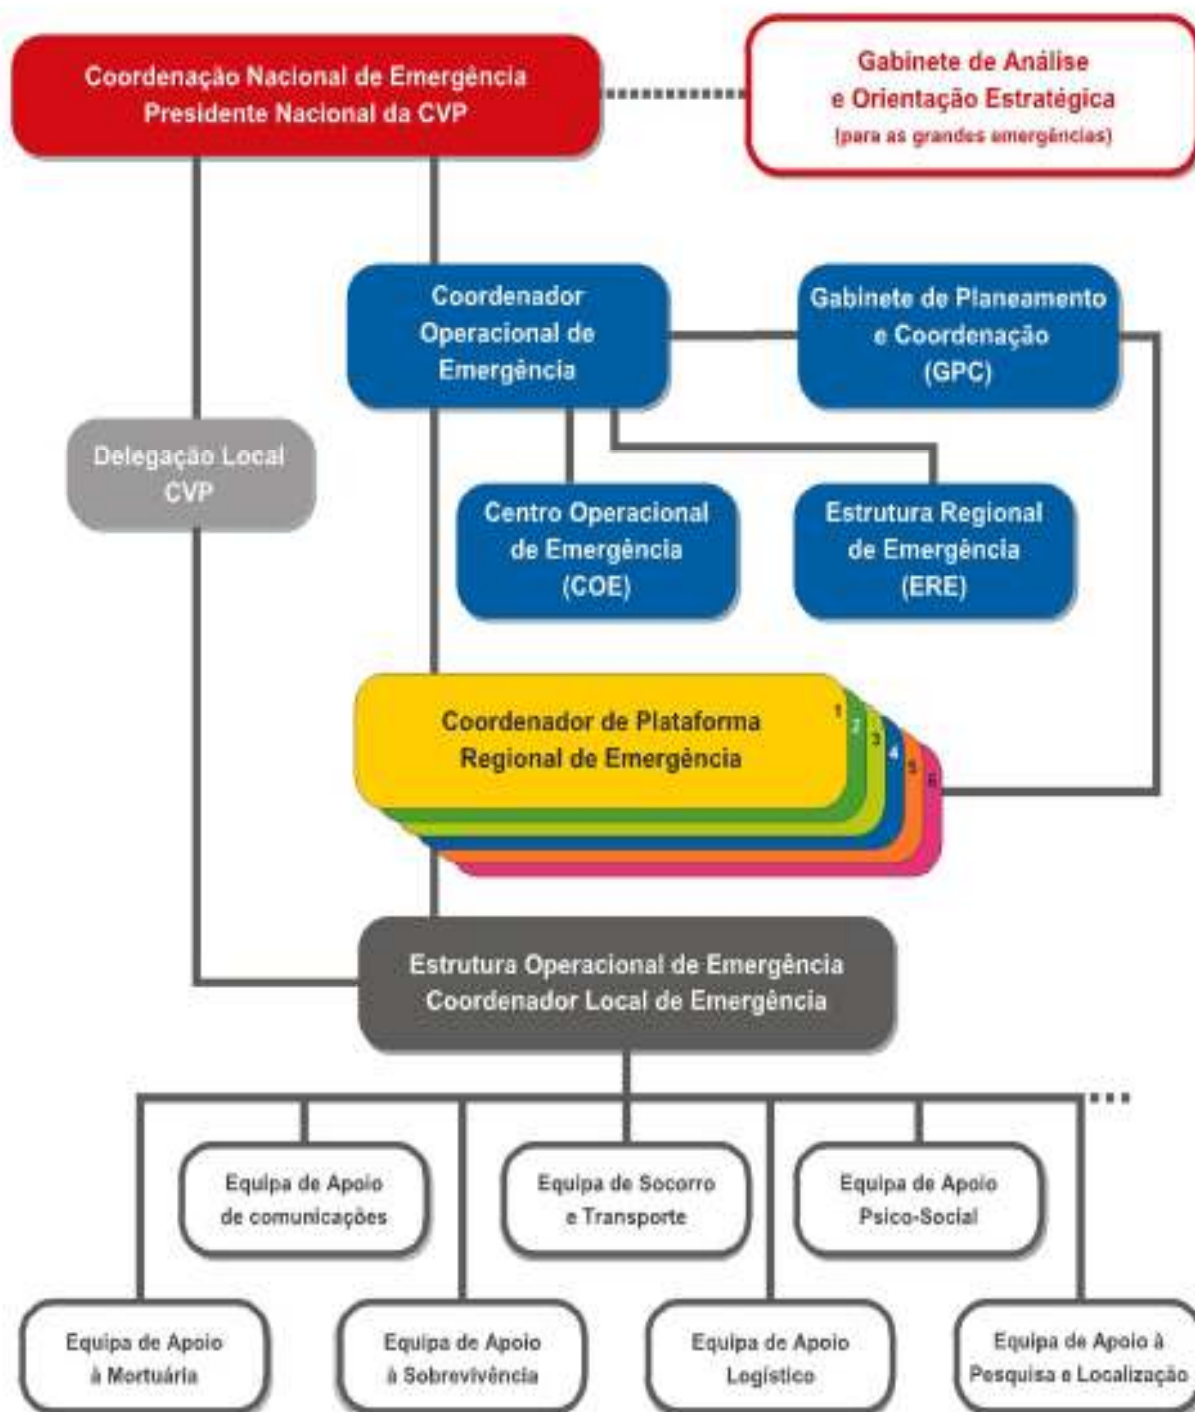 Coordenação Nacional de Emergência
Presidente Nacional da CVP
Gabinete de Análise
e Orientação Estratégica
(para as grandes emergências)
Coordenador
Operacional de
Emergência
Gabinete de Planeamento
e Coordenação
(GPC)
Delegação Local
CVP
Centro Operacional
de Emergência
(COE)
Estrutura Regional
de Emergência
(ERE)
Coordenador de Plataforma
Regional de Emergência
1
2
3
4
5
6
Estrutura Operacional de Emergência
Coordenador Local de Emergência
Equipa de Apoio
de comunicações
Equipa de Socorro
e Transporte
Equipa de Apoio
Psico-Social
Equipa de Apoio
à Mortuária
Equipa de Apoio
à Sobrevivência
Equipa de Apoio
Logístico
Equipa de Apoio à
Pesquisa e Localização